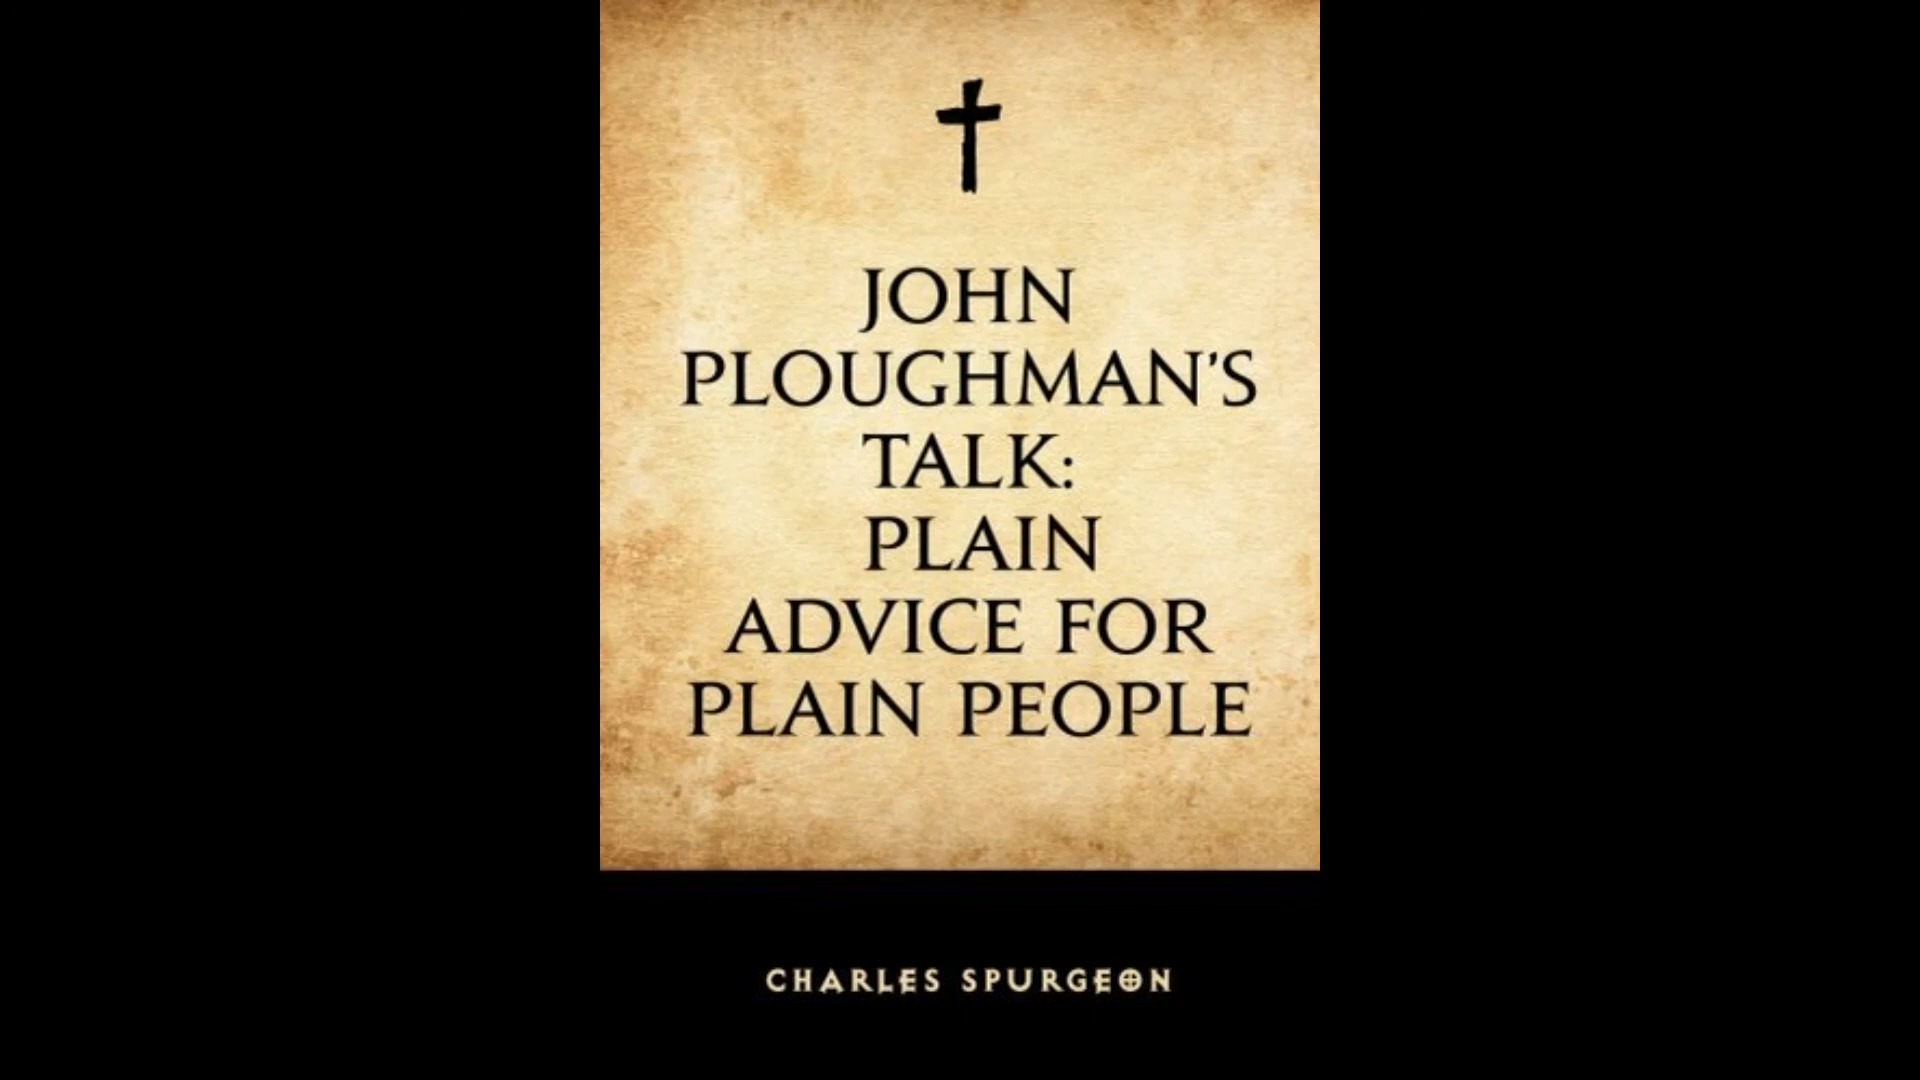 JOHN
PLOUGHMAN'S
TALK:
PLAIN
ADVICE FOR
PLAIN PEOPLE
CHARLES SPURGEON